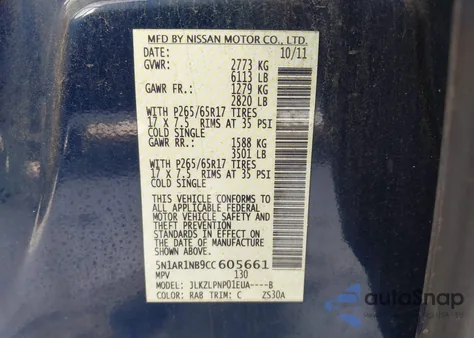 MFD BY NISSAN MOTOR CO., LTD.
DATE: 10/11
GVWR: 2773 KG
6113 LB
GAWR FR.: 1279 KG
2820 LB
WITH P265/65R17 TIRES
17 X 7.5 RIMS AT 35 PSI
COLD SINGLE
GAWR RR.: 1588 KG
3501 LB
WITH P265/65R17 TIRES
17 X 7.5 RIMS AT 35 PSI
COLD SINGLE
THIS VEHICLE CONFORMS TO
ALL APPLICABLE FEDERAL
MOTOR VEHICLE SAFETY AND
THEFT PREVENTION
STANDARDS IN EFFECT ON
THE DATE OF MANUFACTURE
SHOWN ABOVE.
5N1AR1NB9CC605661
MPV 130
MODEL: JLKZLPNP01EUA----B
COLOR: RAB TRIM: C ZS30A
autoSnap